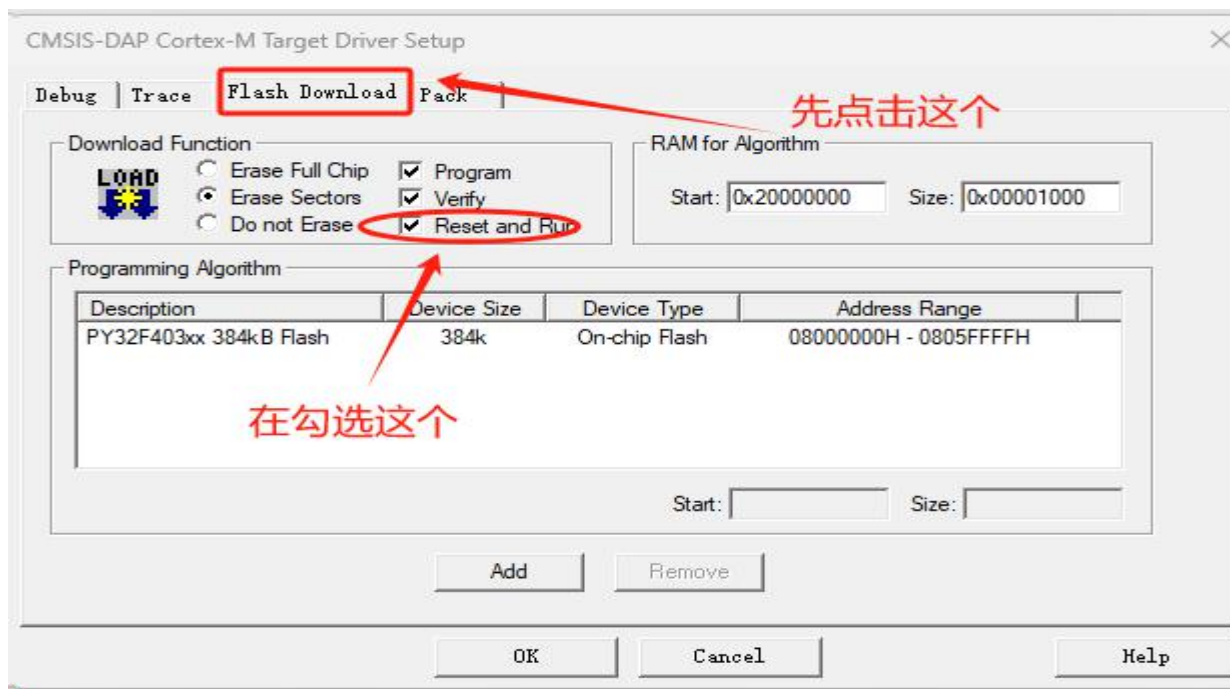 CMSIS-DAP Cortex-M Target Driver Setup
Debug Trace Flash Download Pack
先点击这个
Download Function
LOAD
Erase Full Chip
Erase Sectors
Do not Erase
Program
Verify
Reset and Run
RAM for Algorithm
Start: 0x20000000 Size: 0x00001000
Programming Algorithm
Description Device Size Device Type Address Range
PY32F403xx 384kB Flash 384k On-chip Flash 08000000H - 0805FFFFH
在勾选这个
Start: Size:
Add Remove
OK Cancel Help